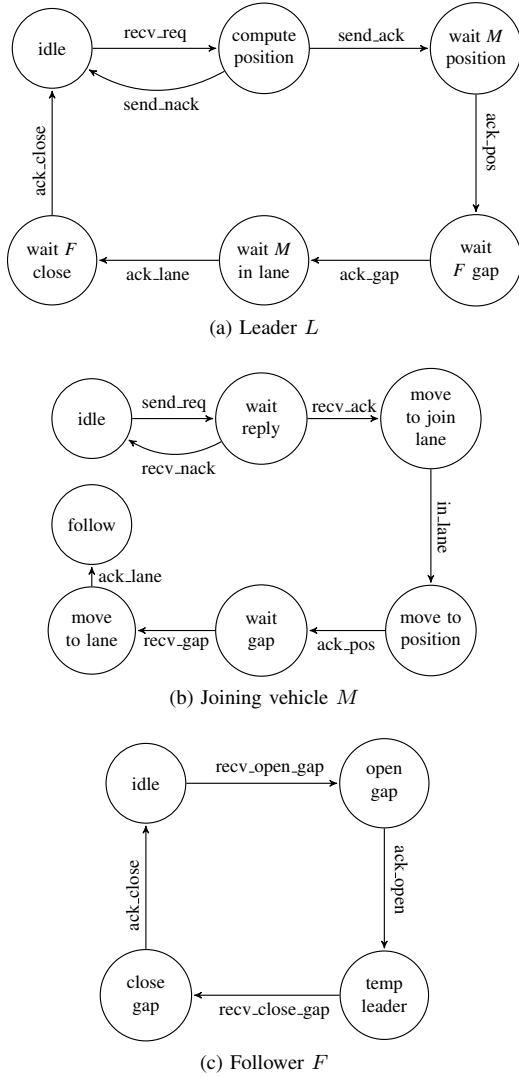 idle
recv_req
compute
position
send_ack
wait M
position
send_nack
ack_close
ack_pos
wait F
close
ack_lane
wait M
in lane
ack_gap
wait
F gap
(a) Leader L
idle
send_req
wait
reply
recv_ack
move
to join
lane
recv_nack
in_lane
follow
ack_lane
move
to lane
recv_gap
wait
gap
ack_pos
move to
position
(b) Joining vehicle M
idle
recv_open_gap
open
gap
ack_close
ack_open
close
gap
recv_close_gap
temp
leader
(c) Follower F